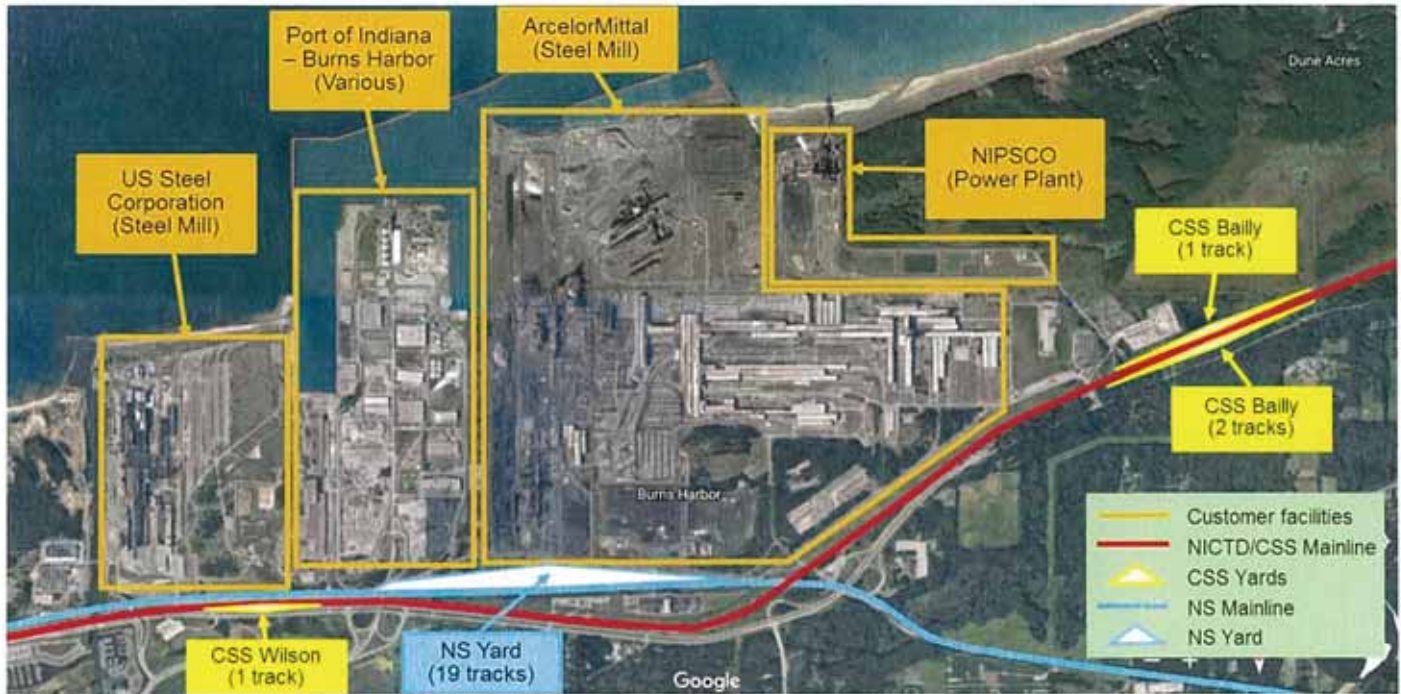 Port of Indiana
– Burns Harbor
(Various)
ArcelorMittal
(Steel Mill)
Dune Acres
US Steel
Corporation
(Steel Mill)
NIPSCO
(Power Plant)
CSS Bailly
(1 track)
CSS Bailly
(2 tracks)
Burns Harbor
Customer facilities
NICTD/CSS Mainline
CSS Yards
NS Mainline
NS Yard
CSS Wilson
(1 track)
NS Yard
(19 tracks)
Google